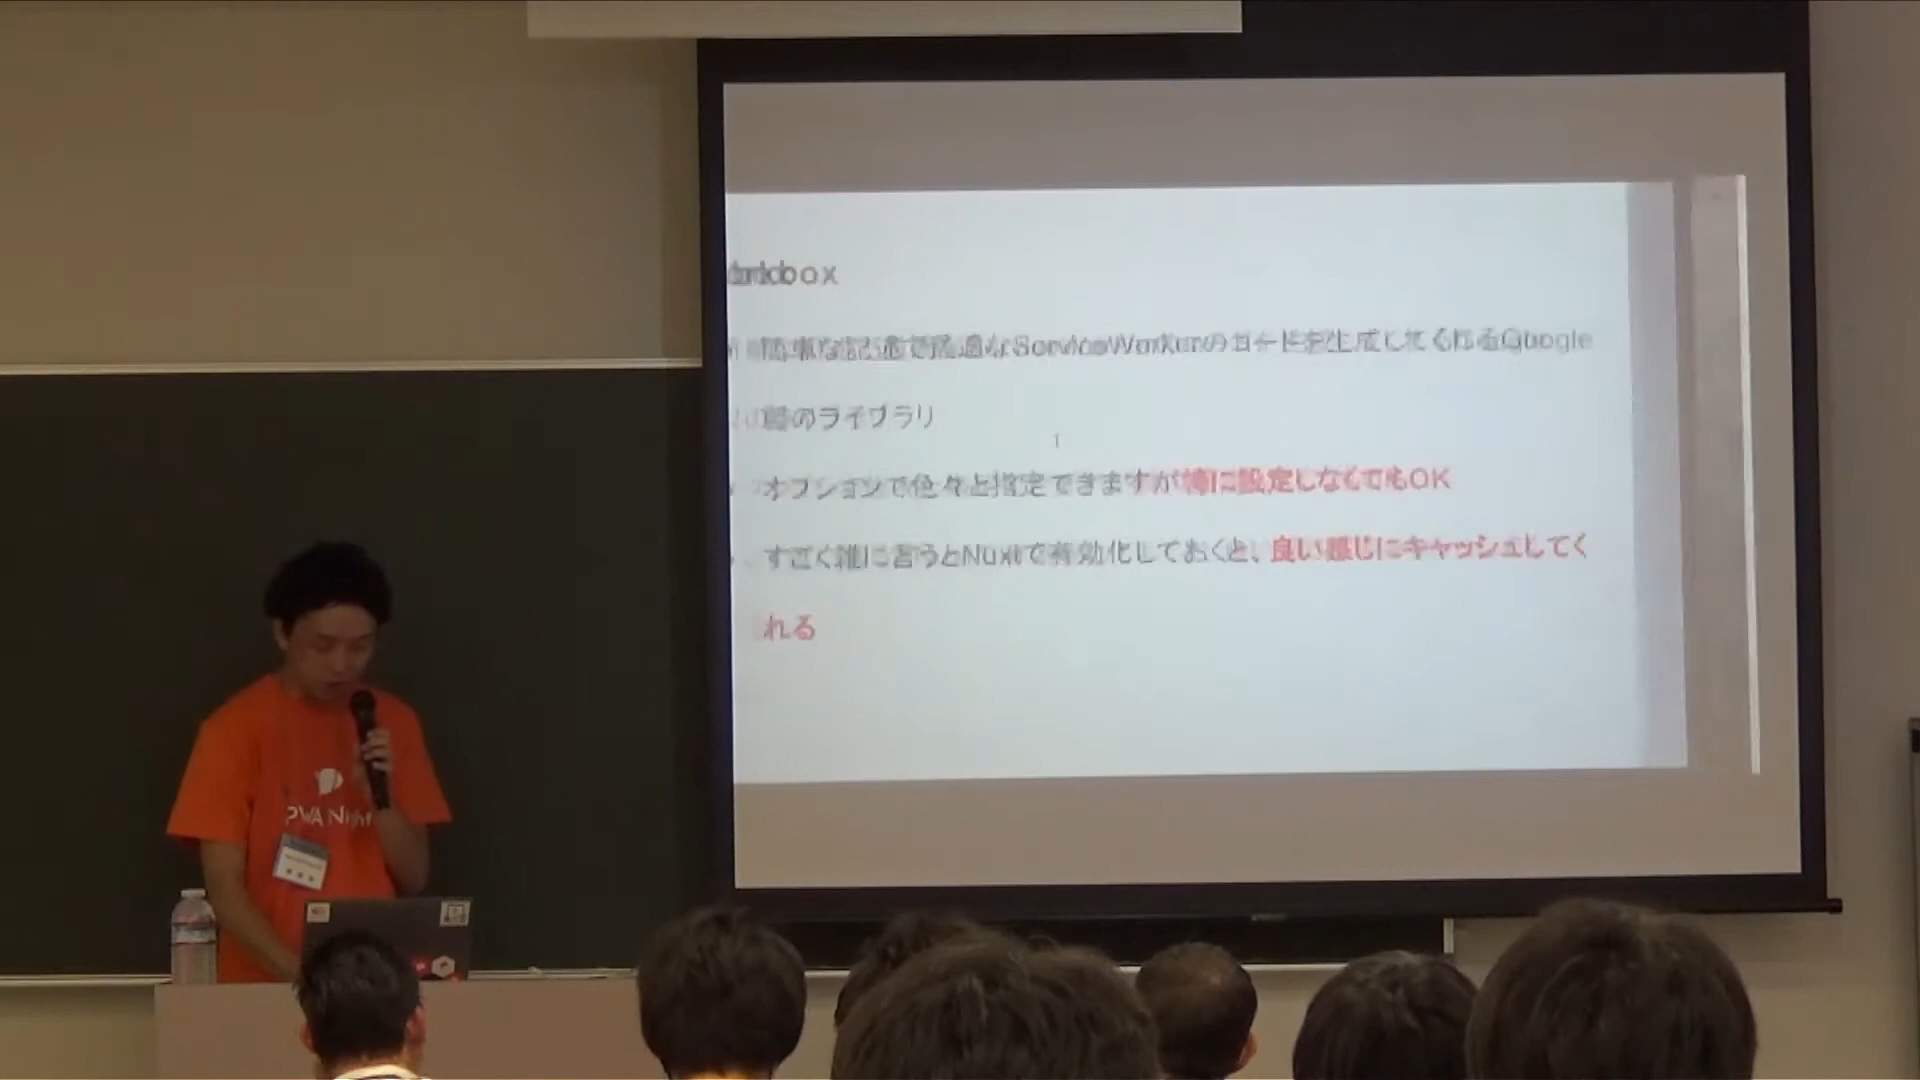 簡単な記述で最適なServiceWorkerのコードを生成してくれるGoogle
のライブラリ
オプションで色々と指定できますが特に設定しなくてもOK
すごく雑に言うとNuxtで有効化しておくと、良い感じにキャッシュしてく
れる
PWA Night